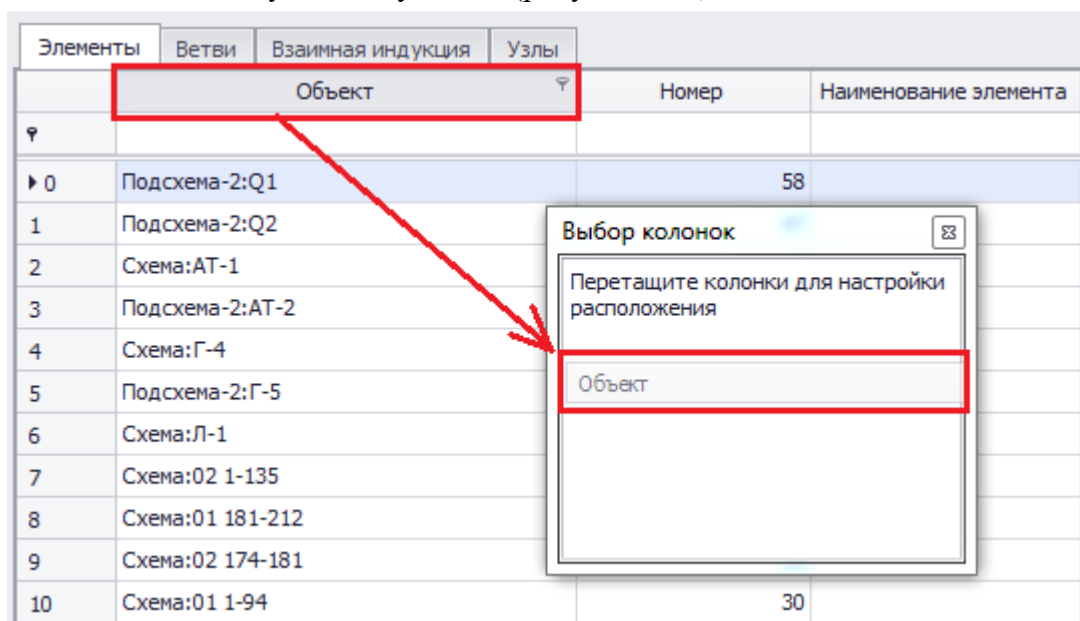 Элементы Ветви Взаимная индукция Узлы
Объект Номер Наименование элемента
0 Подсхема-2:Q1 58
1 Подсхема-2:Q2
2 Схема:АТ-1
3 Подсхема-2:АТ-2
4 Схема:Г-4
5 Подсхема-2:Г-5
6 Схема:Л-1
7 Схема:02 1-135
8 Схема:01 181-212
9 Схема:02 174-181
10 Схема:01 1-94 30
Выбор колонок
Перетащите колонки для настройки
расположения
Объект